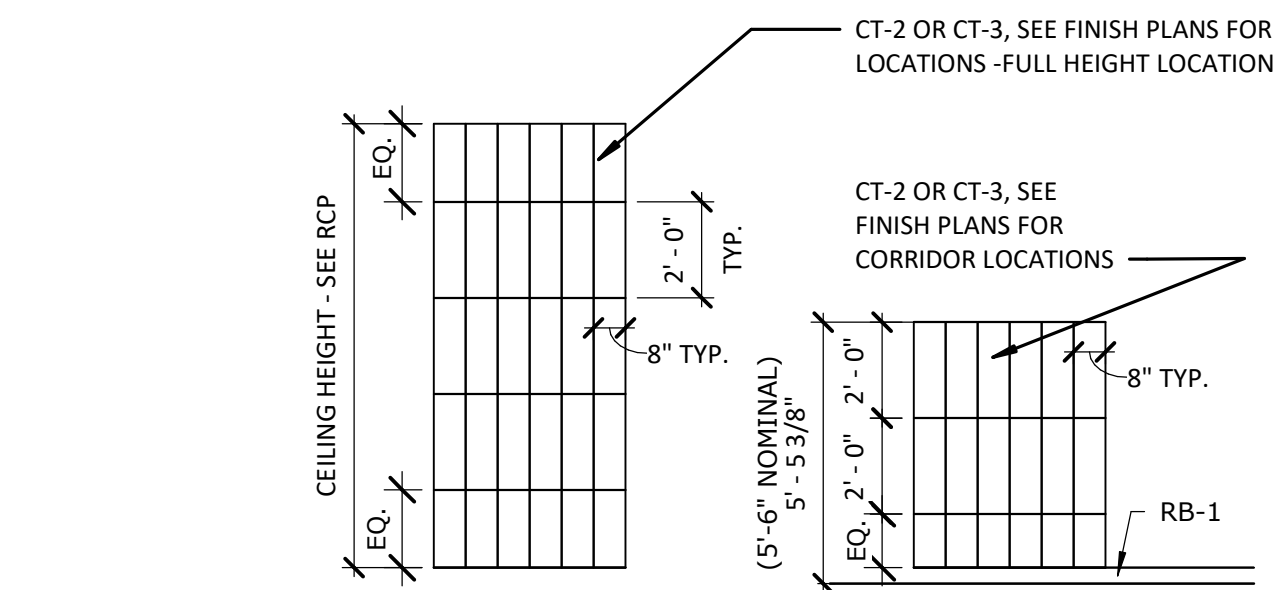 CT-2 OR CT-3, SEE FINISH PLANS FOR
LOCATIONS -FULL HEIGHT LOCATION
CEILING HEIGHT - SEE RCP
EQ.
2' - 0"
TYP.
8" TYP.
EQ.
CT-2 OR CT-3, SEE
FINISH PLANS FOR
CORRIDOR LOCATIONS
(5'-6" NOMINAL)
5' - 5 3/8"
2' - 0"
2' - 0"
EQ.
8" TYP.
RB-1